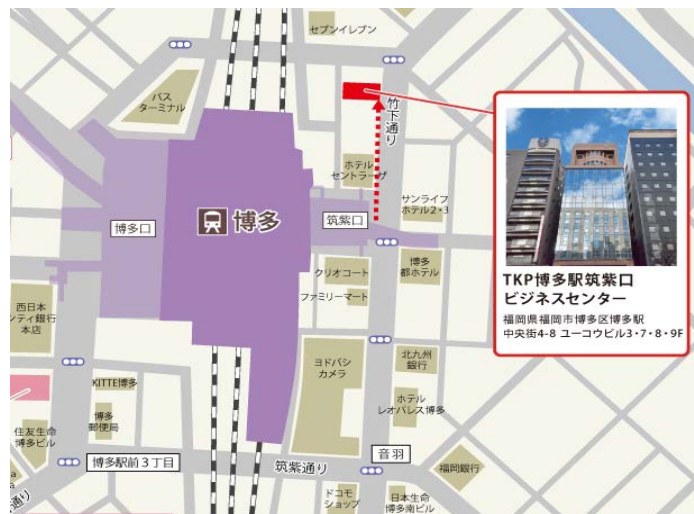 セブンイレブン
バス
ターミナル
竹下通り
ホテル
セントラーザ
サンライフ
ホテル2・3
博多口
博多
筑紫口
クリオコート
博多
都ホテル
ファミリーマート
TKP博多駅筑紫口
ビジネスセンター
福岡県福岡市博多区博多駅
中央街4-8 ユーコウビル3・7・8・9F
西日本
シティ銀行
本店
ヨドバシ
カメラ
北九州
銀行
KITTE博多
博多
郵便局
ホテル
レオパレス博多
住友生命
博多ビル
博多駅前3丁目
筑紫通り
音羽
福岡銀行
ドコモ
ショップ
日本生命
博多南ビル
通り